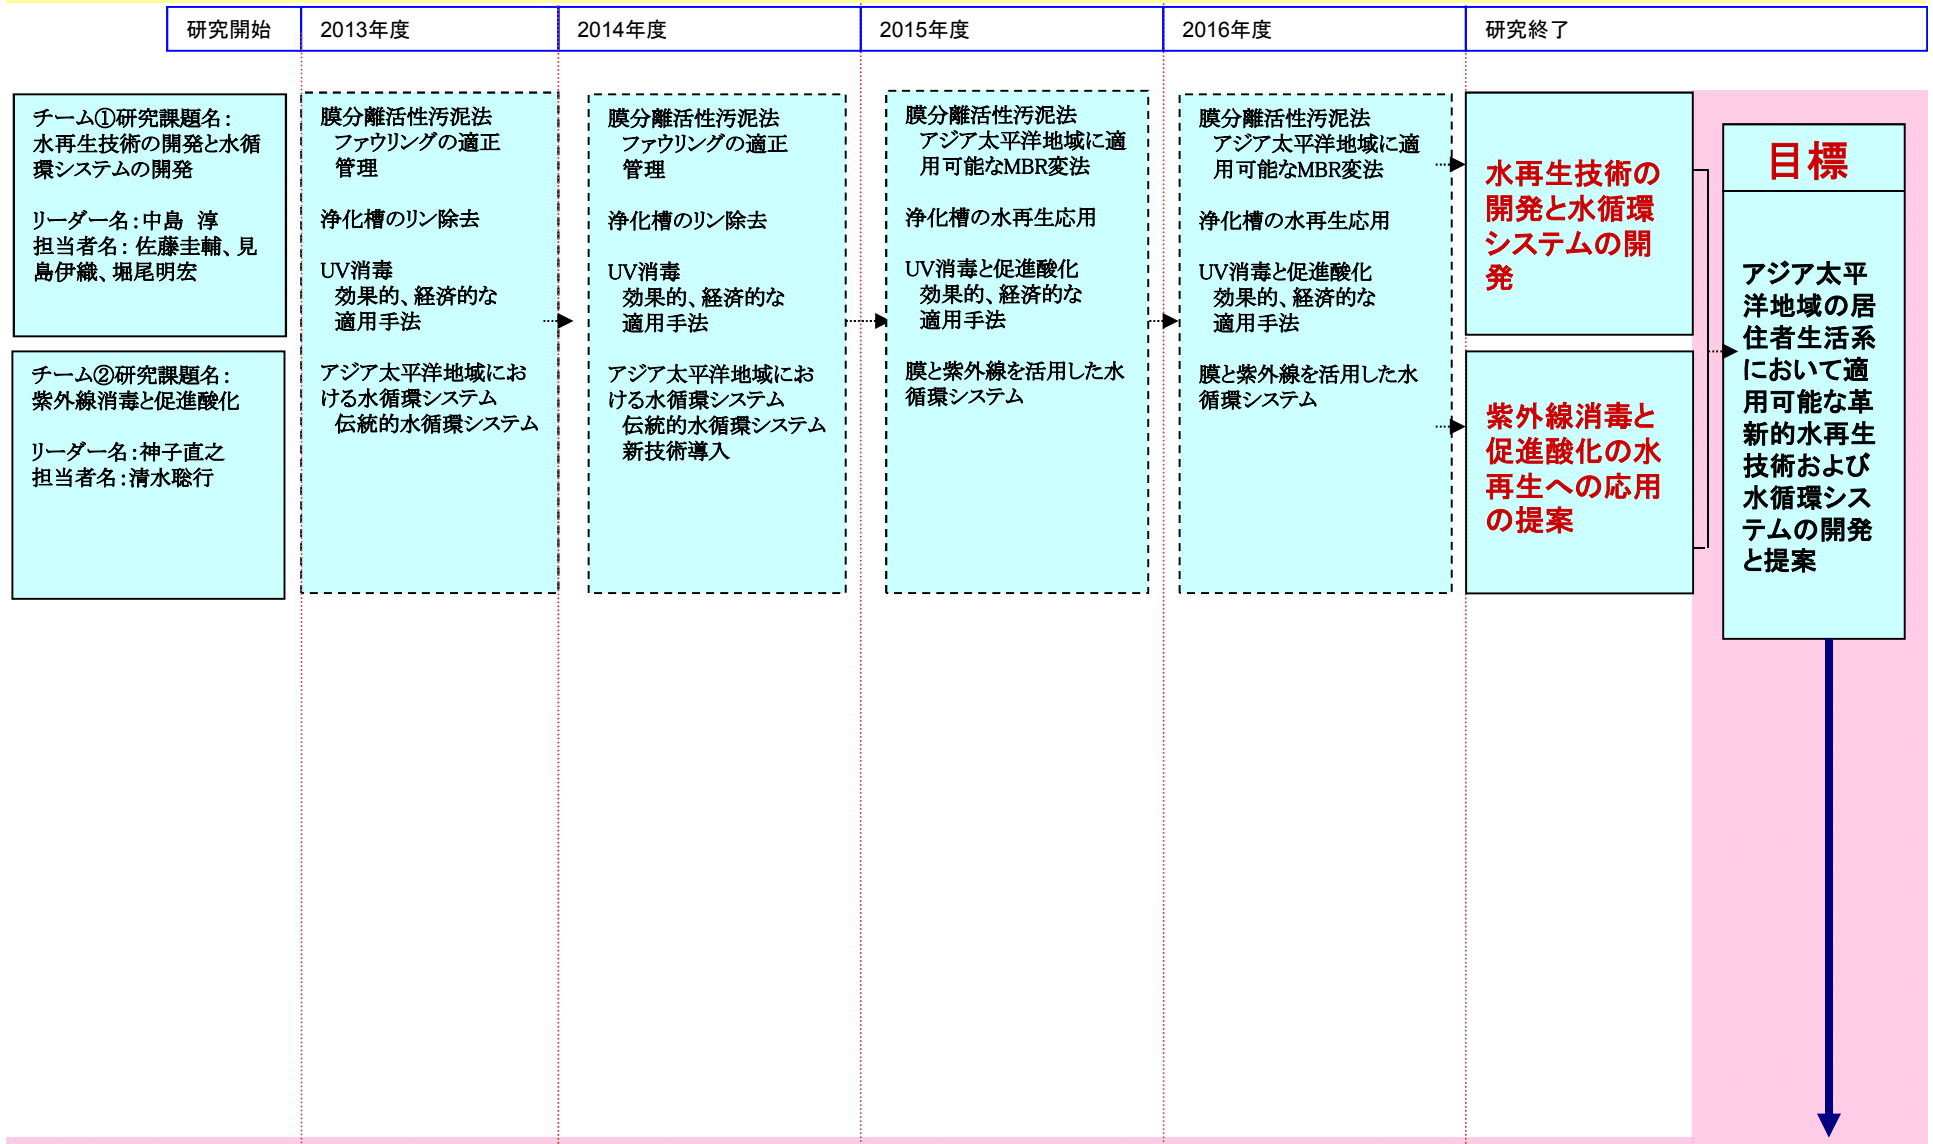 研究開始
2013年度
2014年度
2015年度
2016年度
研究終了
チーム①研究課題名：
水再生技術の開発と水循
環システムの開発
リーダー名：中島　淳
担当者名：佐藤圭輔、見
島伊織、堀尾明宏
チーム②研究課題名：
紫外線消毒と促進酸化
リーダー名：神子直之
担当者名：清水聡行
膜分離活性汚泥法
ファウリングの適正
管理
浄化槽のリン除去
UV消毒
効果的、経済的な
適用手法
アジア太平洋地域にお
ける水循環システム
伝統的水循環システム
膜分離活性汚泥法
ファウリングの適正
管理
浄化槽のリン除去
UV消毒
効果的、経済的な
適用手法
アジア太平洋地域にお
ける水循環システム
伝統的水循環システム
新技術導入
膜分離活性汚泥法
アジア太平洋地域に適
用可能なMBR変法
浄化槽の水再生応用
UV消毒と促進酸化
効果的、経済的な
適用手法
膜と紫外線を活用した水
循環システム
膜分離活性汚泥法
アジア太平洋地域に適
用可能なMBR変法
浄化槽の水再生応用
UV消毒と促進酸化
効果的、経済的な
適用手法
膜と紫外線を活用した水
循環システム
水再生技術の
開発と水循環
システムの開
発
紫外線消毒と
促進酸化の水
再生への応用
の提案
目標
アジア太平
洋地域の居
住者生活系
において適
用可能な革
新的水再生
技術および
水循環シス
テムの開発
と提案